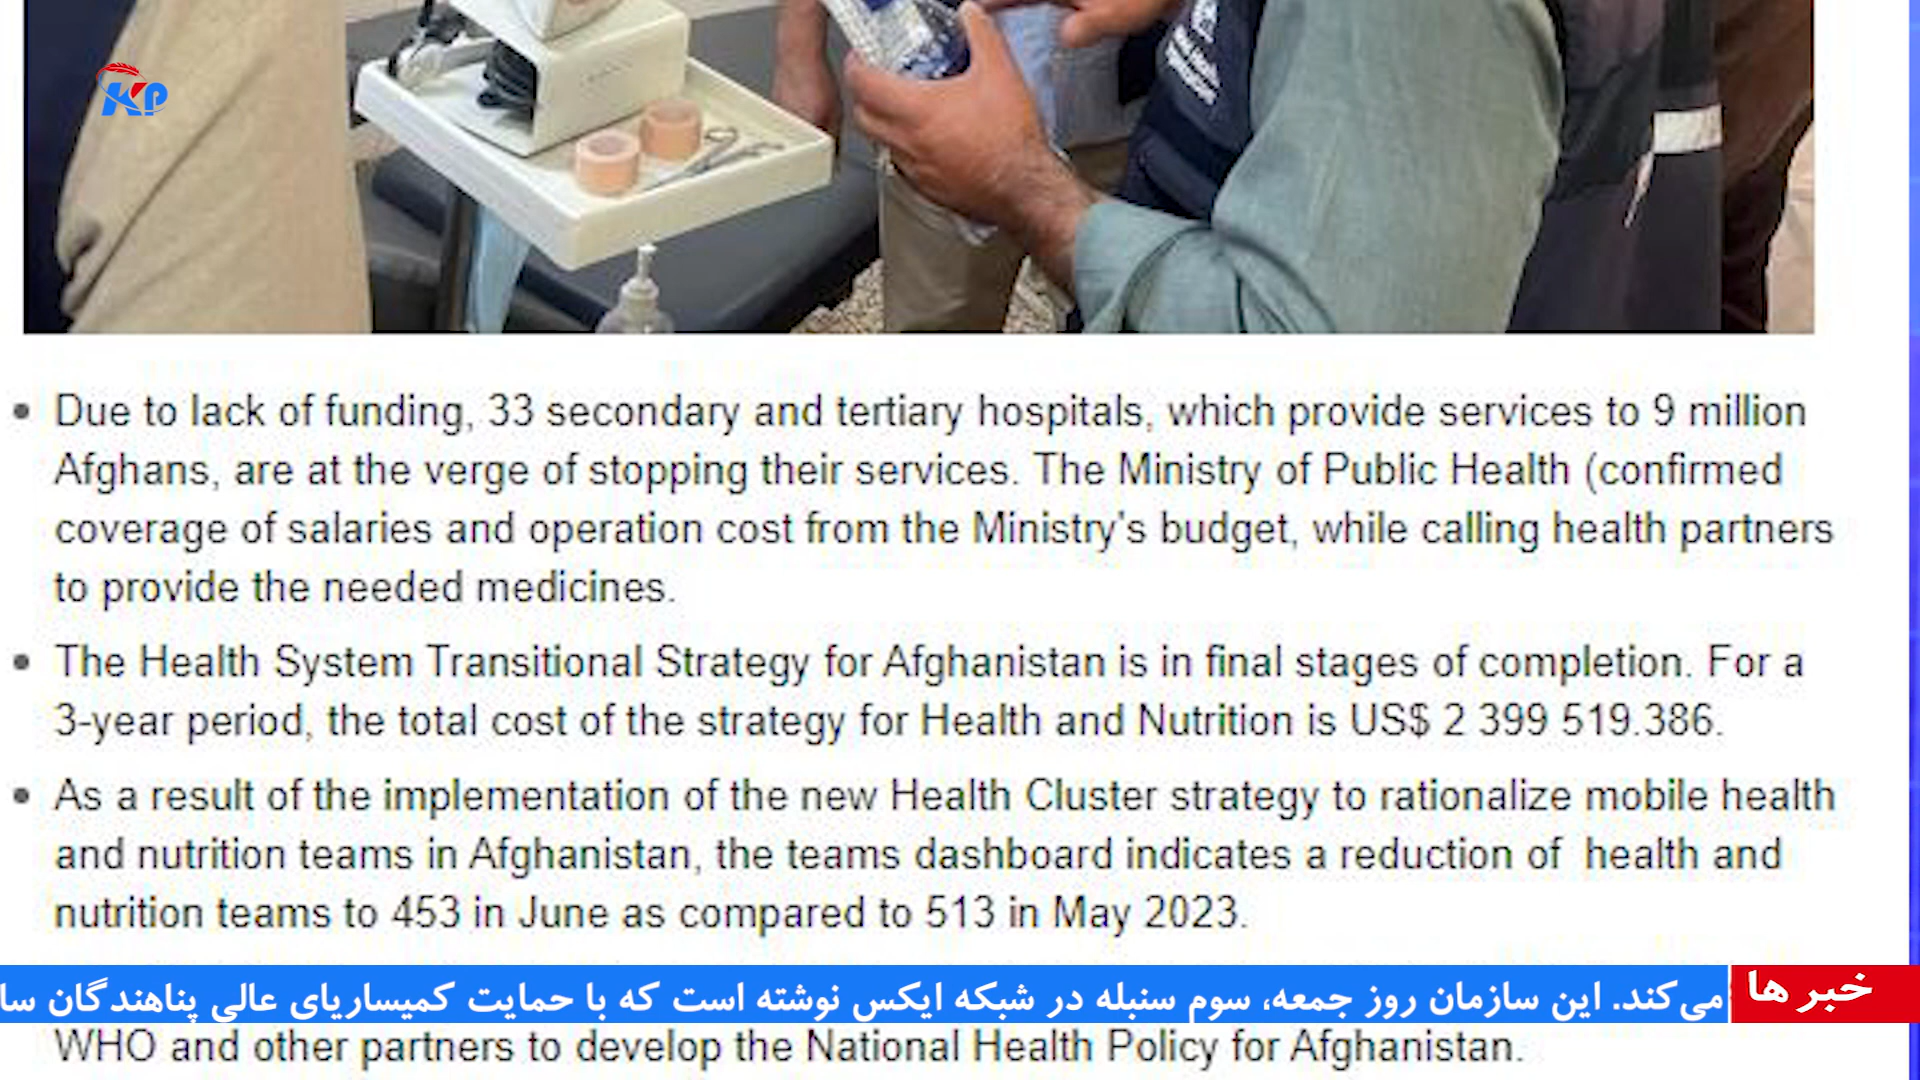 KP
Due to lack of funding, 33 secondary and tertiary hospitals, which provide services to 9 million
Afghans, are at the verge of stopping their services. The Ministry of Public Health (confirmed
coverage of salaries and operation cost from the Ministry's budget, while calling health partners
to provide the needed medicines.
The Health System Transitional Strategy for Afghanistan is in final stages of completion. For a
3-year period, the total cost of the strategy for Health and Nutrition is US$ 2 399 519.386.
As a result of the implementation of the new Health Cluster strategy to rationalize mobile health
and nutrition teams in Afghanistan, the teams dashboard indicates a reduction of health and
nutrition teams to 453 in June as compared to 513 in May 2023.
خبر ها
می‌کند. این سازمان روز جمعه، سوم سنبله در شبکه ایکس نوشته است که با حمایت کمیساریای عالی پناهندگان سا
WHO and other partners to develop the National Health Policy for Afghanistan.